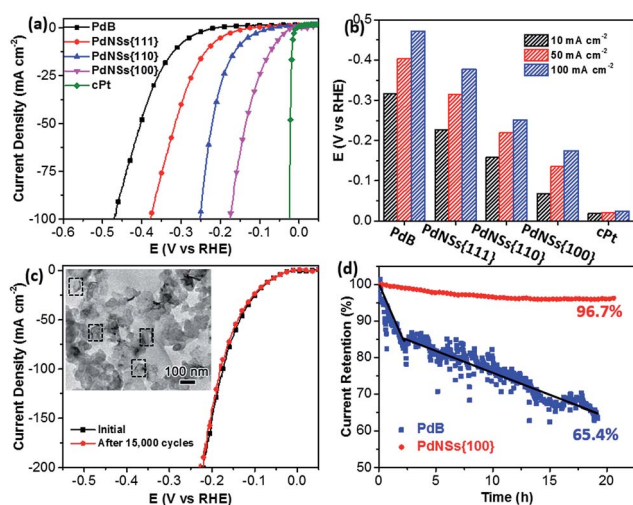 (a)
PdB
PdNSs{111}
PdNSs{110}
PdNSs{100}
cPt
Current Density (mA cm⁻²)
0
-25
-50
-75
-100
-0.6 -0.5 -0.4 -0.3 -0.2 -0.1 -0.0
E (V vs RHE)
(b)
10 mA cm⁻²
50 mA cm⁻²
100 mA cm⁻²
E (V vs RHE)
-0.5
-0.4
-0.3
-0.2
-0.1
0.0
PdB PdNSs{111} PdNSs{110} PdNSs{100} cPt
(c)
100 nm
Initial
After 15,000 cycles
Current Density (mA cm⁻²)
0
-50
-100
-150
-200
-0.5 -0.4 -0.3 -0.2 -0.1 0.0
E (V vs RHE)
d
96.7%
65.4%
PdB
PdNSs{100}
Current Retention (%)
100
90
80
70
60
50
0 5 10 15 20
Time (h)